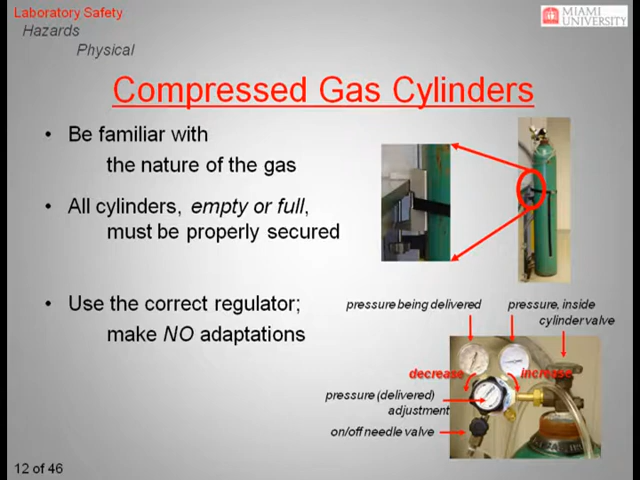 Laboratory Safety
Hazards
Physical
MIAMI
UNIVERSITY
Compressed Gas Cylinders
• Be familiar with
the nature of the gas
• All cylinders, empty or full,
must be properly secured
• Use the correct regulator;
make NO adaptations
pressure being delivered
pressure, inside
cylinder valve
decrease
increase
pressure (delivered)
adjustment
on/off needle valve
12 of 46